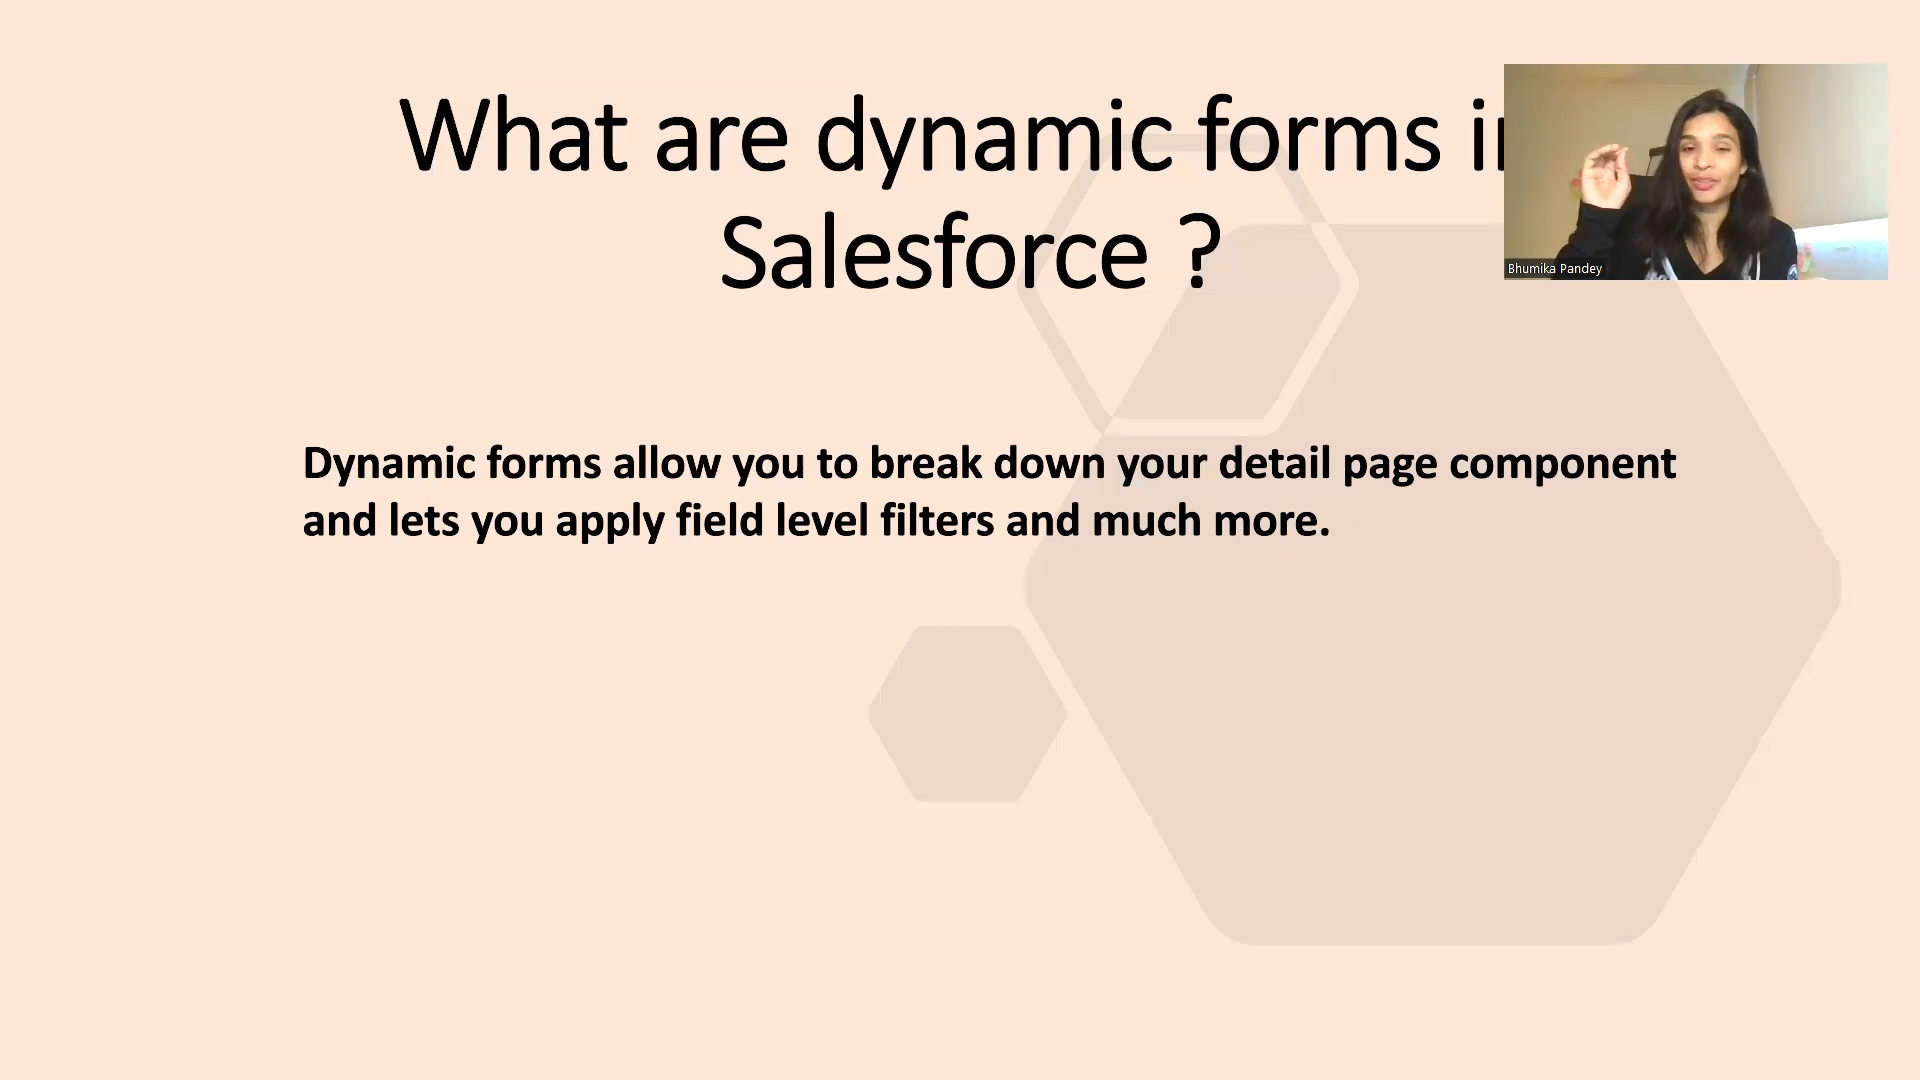 What are dynamic forms in
Salesforce ?
Bhumika Pandey
Dynamic forms allow you to break down your detail page component
and lets you apply field level filters and much more.